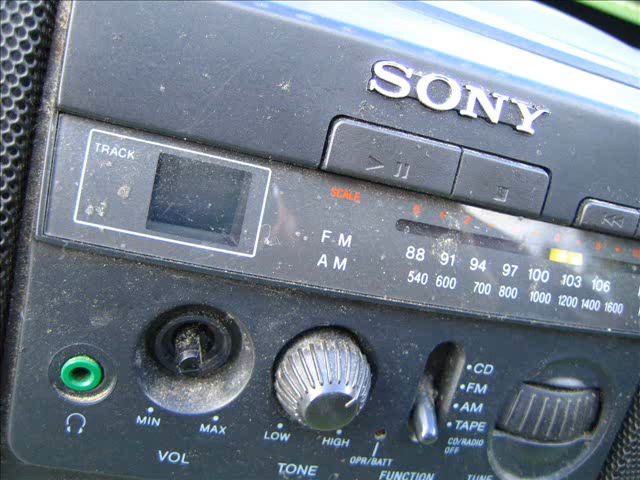 SONY
TRACK
SCALE
FM
88 91 94 97 100 103 106
AM
540 600 700 800 1000 1200 1400 1600
CD
FM
AM
TAPE
CD/RADIO
OFF
MIN MAX
VOL
LOW HIGH
TONE
OPR/BATT
FUNCTION
TUNE